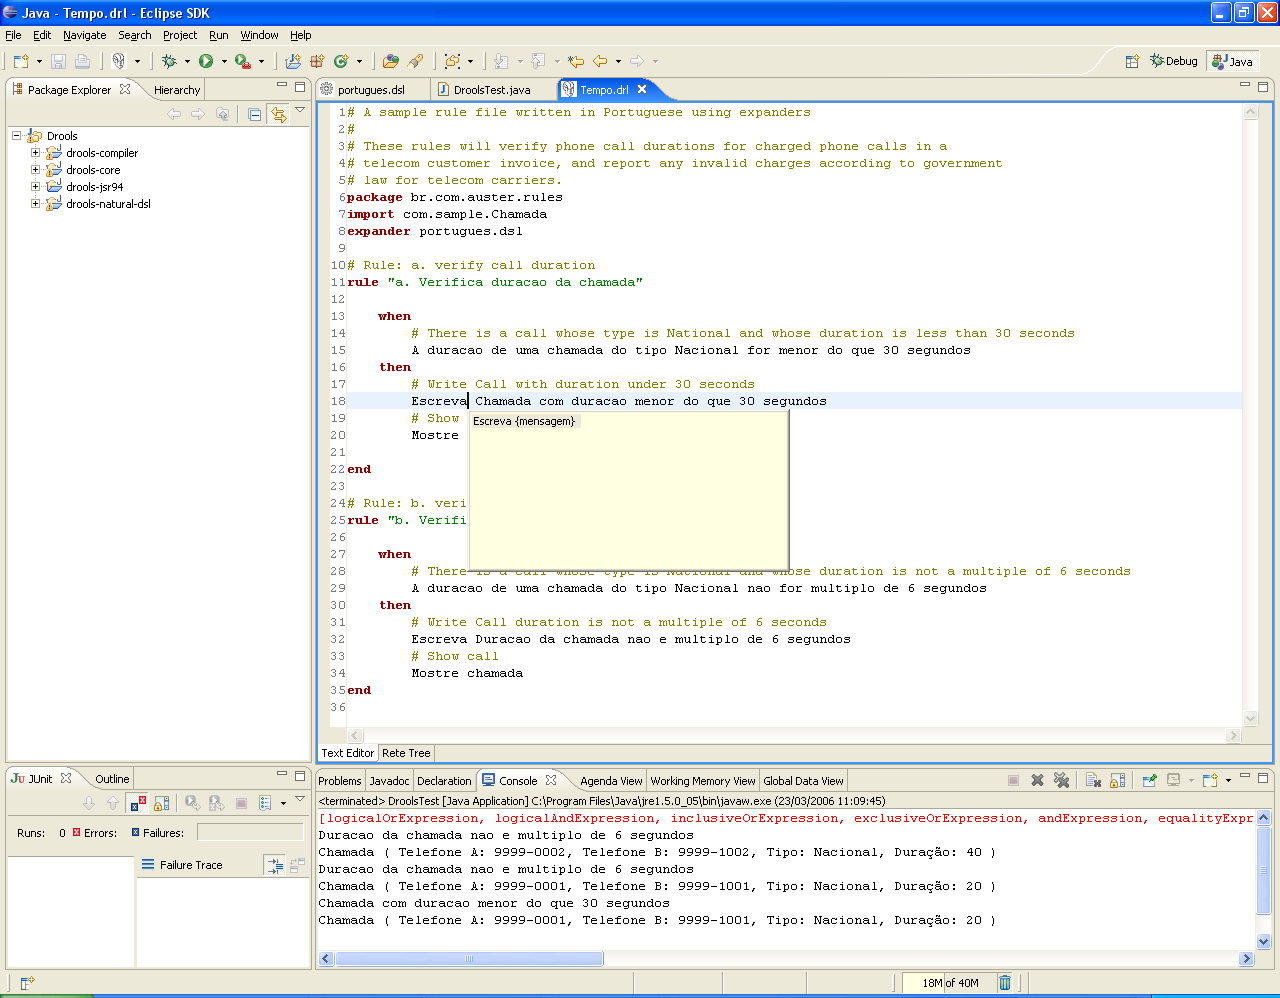 Java - Tempo.drl - Eclipse SDK
File Edit Navigate Search Project Run Window Help
Debug Java
Package Explorer Hierarchy
Drools
drools-compiler
drools-core
drools-jsr94
drools-natural-dsl
portugues.dsl DroolsTest.java Tempo.drl
1# A sample rule file written in Portuguese using expanders
2#
3# These rules will verify phone call durations for charged phone calls in a
4# telecom customer invoice, and report any invalid charges according to government
5# law for telecom carriers.
6package br.com.auster.rules
7import com.sample.Chamada
8expander portugues.dsl
9
10# Rule: a. verify call duration
11rule "a. Verifica duracao da chamada"
12
13 when
14 # There is a call whose type is National and whose duration is less than 30 seconds
15 A duracao de uma chamada do tipo Nacional for menor do que 30 segundos
16 then
17 # Write Call with duration under 30 seconds
18 Escreva Chamada com duracao menor do que 30 segundos
19 # Show
20 Mostre
21
22end
23
24# Rule: b. veri
25rule "b. Verifi
26
27 when
28 # There is a call whose type is National and whose duration is not a multiple of 6 seconds
29 A duracao de uma chamada do tipo Nacional nao for multiplo de 6 segundos
30 then
31 # Write Call duration is not a multiple of 6 seconds
32 Escreva Duracao da chamada nao e multiplo de 6 segundos
33 # Show call
34 Mostre chamada
35end
36
Escreva {mensagem}
Text Editor Rete Tree
JUnit Outline
Runs: 0 Errors: Failures:
Failure Trace
Problems Javadoc Declaration Console Agenda View Working Memory View Global Data View
<terminated> DroolsTest [Java Application] C:\Program Files\Java\jre1.5.0_05\bin\javaw.exe (23/03/2006 11:09:45)
[logicalOrExpression, logicalAndExpression, inclusiveOrExpression, exclusiveOrExpression, andExpression, equalityExpr
Duracao da chamada nao e multiplo de 6 segundos
Chamada ( Telefone A: 9999-0002, Telefone B: 9999-1002, Tipo: Nacional, Duração: 40 )
Duracao da chamada nao e multiplo de 6 segundos
Chamada ( Telefone A: 9999-0001, Telefone B: 9999-1001, Tipo: Nacional, Duração: 20 )
Chamada com duracao menor do que 30 segundos
Chamada ( Telefone A: 9999-0001, Telefone B: 9999-1001, Tipo: Nacional, Duração: 20 )
18M of 40M